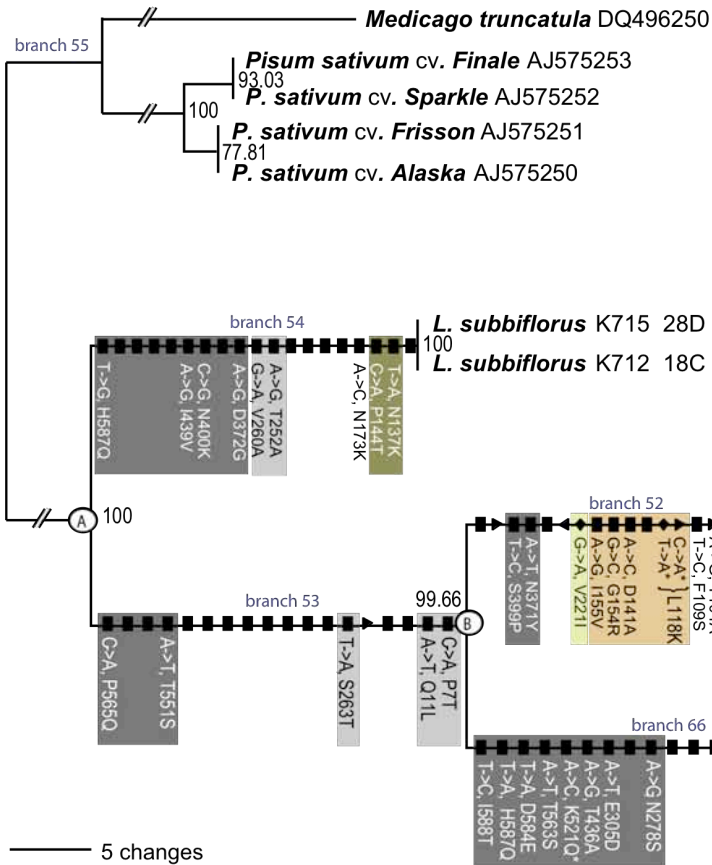 Medicago truncatula DQ496250
branch 55
Pisum sativum cv. Finale AJ575253
93.03
P. sativum cv. Sparkle AJ575252
100
P. sativum cv. Frisson AJ575251
77.81
P. sativum cv. Alaska AJ575250
branch 54
L. subbiflorus K715 28D
100
L. subbiflorus K712 18C
T->G, H587Q
A->G, I439V
C->G, N400K
A->G, D372G
G->A, V260A
A->G, T252A
A->C, N173K
C->A, P144T
T->A, N137K
A
100
branch 52
T->C, S399P
A->T, N371Y
G->A, V221I
A->G, I155V
G->C, G154R
A->C, D141A
T->A*
C->A*
}L118K
T->C, F109S
branch 53
99.66
B
C->A, P565Q
A->T, T551S
T->A, S263T
A->T, Q11L
C->A, P7T
branch 66
T->C, I588T
T->A, H587Q
T->A, D584E
A->T, T563S
A->C, K521Q*
A->G, T436A
A->T, E305D
A->G N278S
5 changes